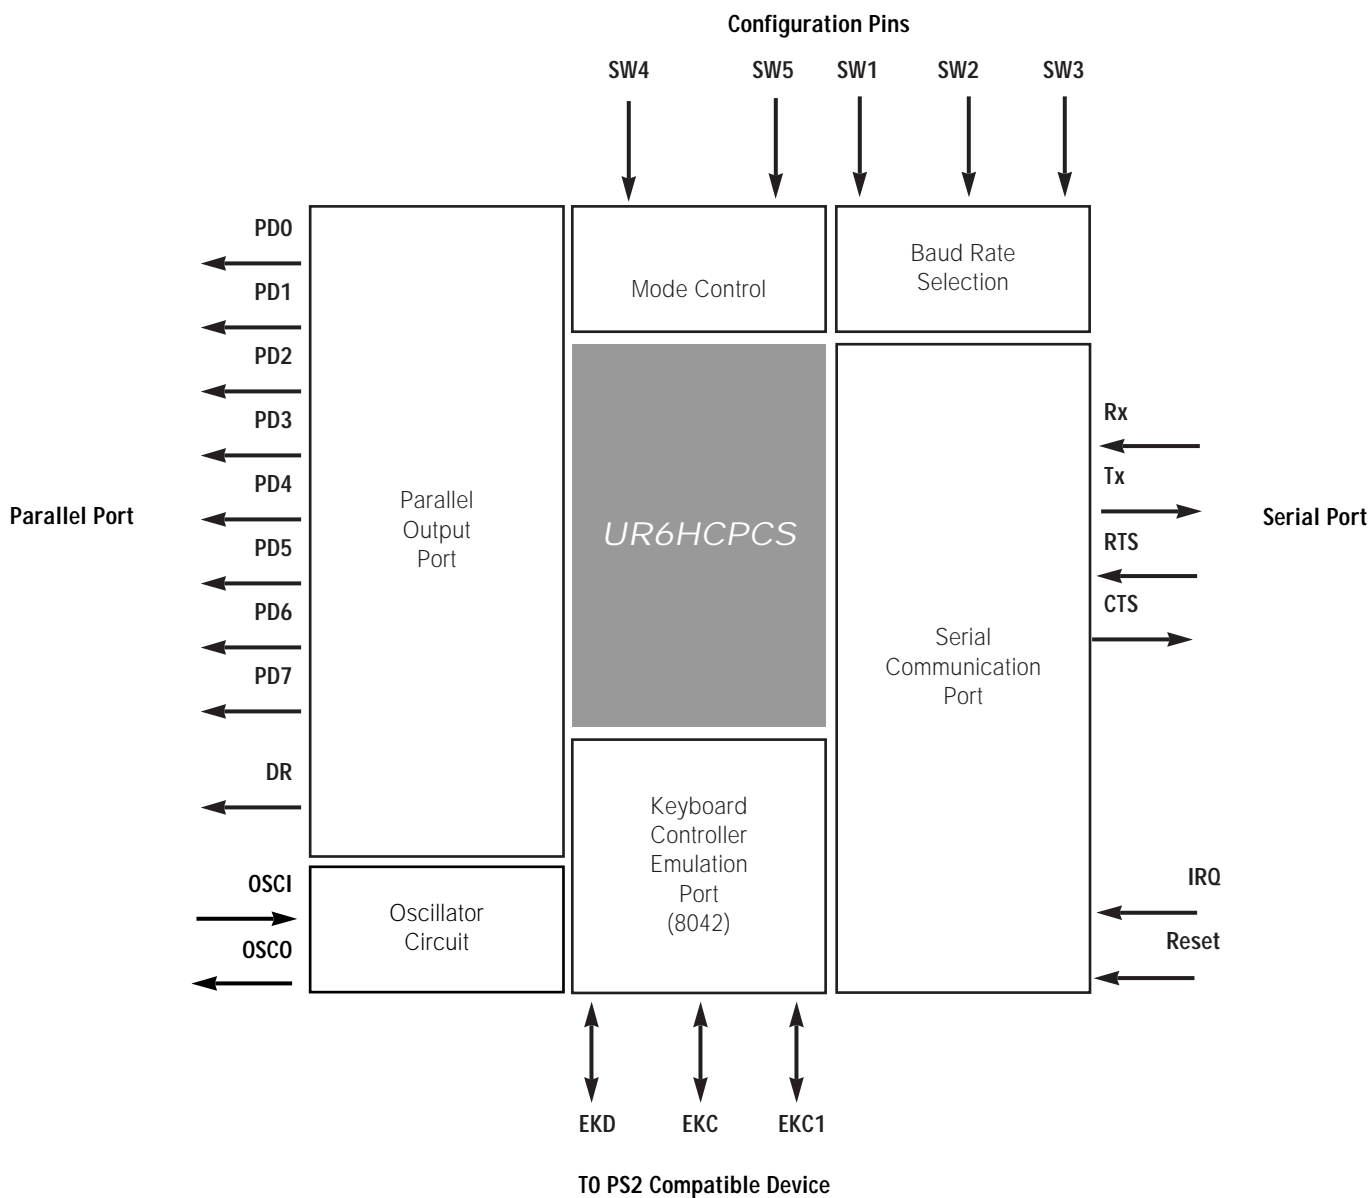 Configuration Pins
SW4 SW5 SW1 SW2 SW3
PD0
PD1
PD2
PD3
PD4
PD5
PD6
PD7
DR
OSCI
OSCO
Parallel Port
Parallel
Output
Port
Oscillator
Circuit
Mode Control
UR6HCPCS
Keyboard
Controller
Emulation
Port
(8042)
Baud Rate
Selection
Serial
Communication
Port
Rx
Tx
RTS
CTS
Serial Port
IRQ
Reset
EKD EKC EKC1
TO PS2 Compatible Device